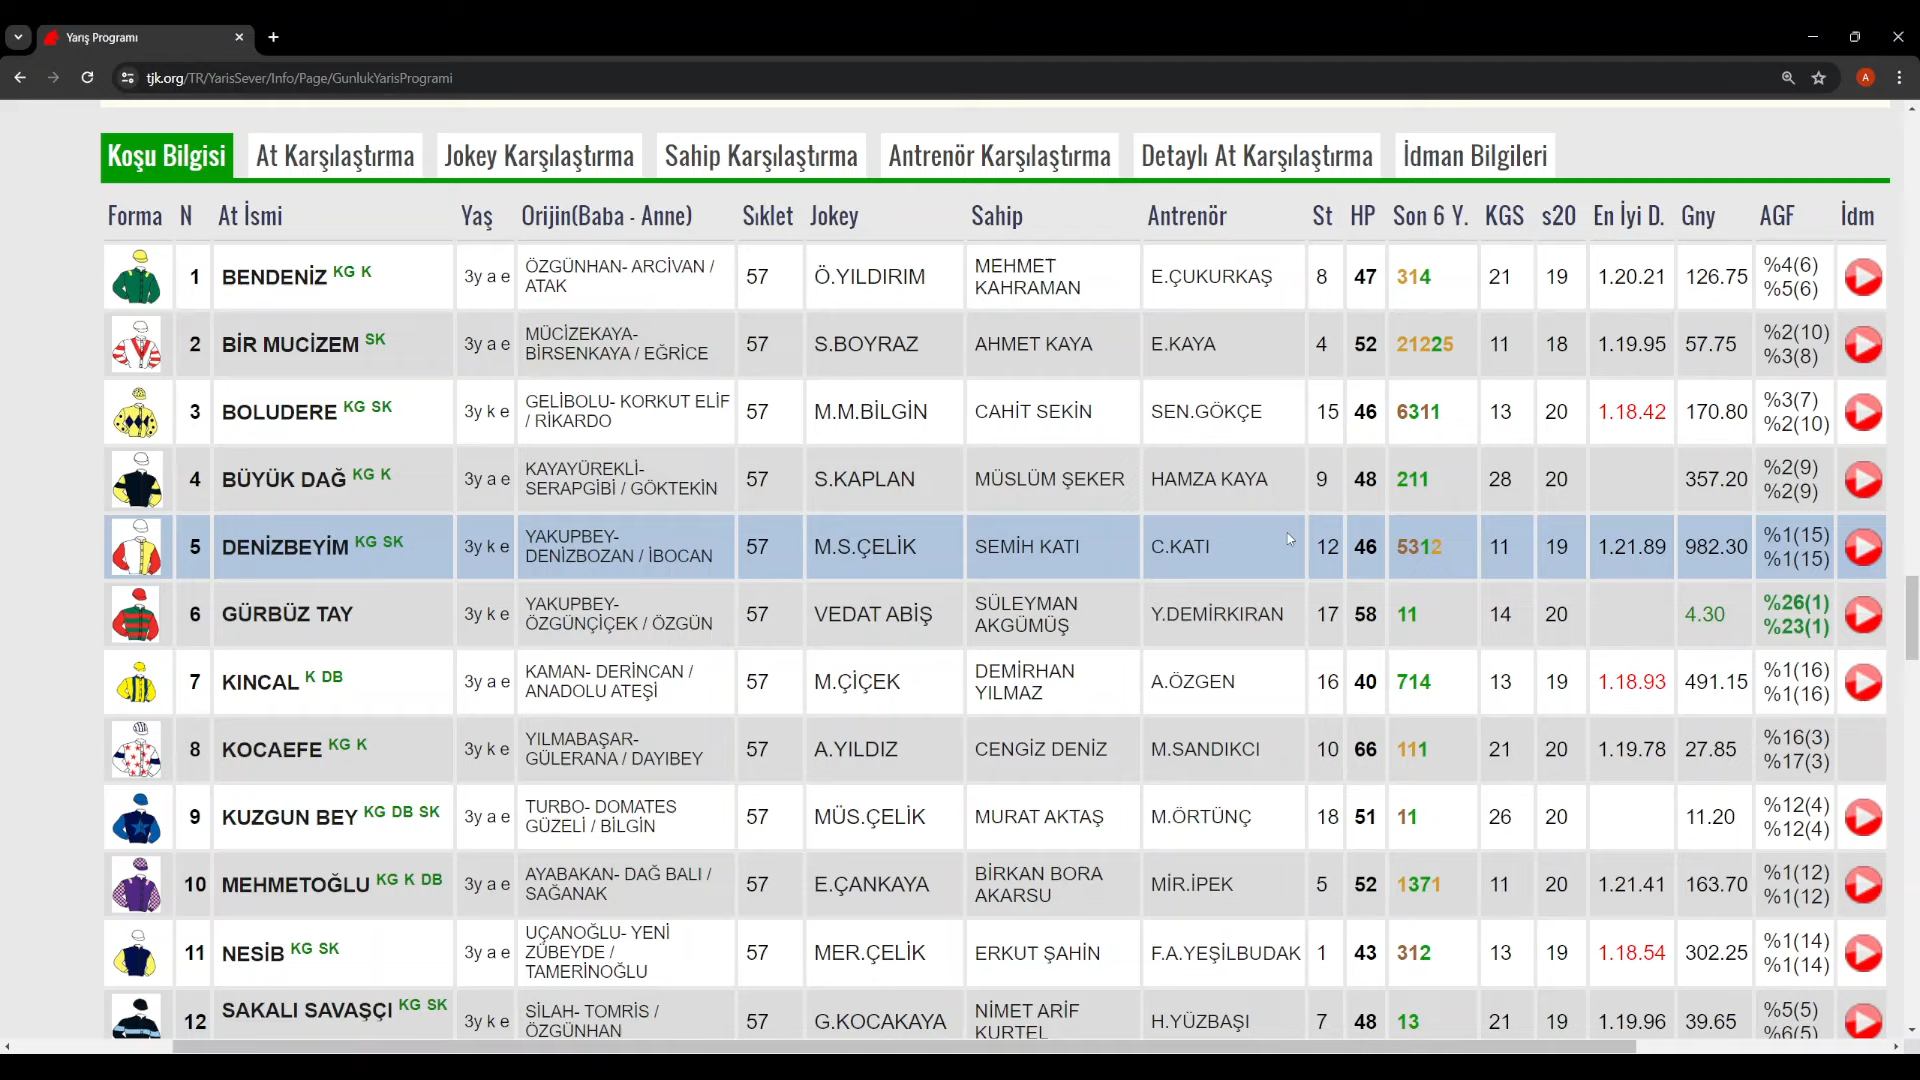 Yarış Programı
tjk.org/TR/YarisSever/Info/Page/GunlukYarisProgrami
A
Koşu Bilgisi At Karşılaştırma Jokey Karşılaştırma Sahip Karşılaştırma Antrenör Karşılaştırma Detaylı At Karşılaştırma İdman Bilgileri
Forma N At İsmi Yaş Orijin(Baba - Anne) Sıklet Jokey Sahip Antrenör St HP Son 6 Y. KGS s20 En İyi D. Gny AGF İdm
1 BENDENİZ KG K 3y a e ÖZGÜNHAN- ARCİVAN / ATAK 57 Ö.YILDIRIM MEHMET KAHRAMAN E.ÇUKURKAŞ 8 47 314 21 19 1.20.21 126.75 %4(6) %5(6)
2 BİR MUCİZEM SK 3y a e MÜCİZEKAYA- BİRSENKAYA / EĞRİCE 57 S.BOYRAZ AHMET KAYA E.KAYA 4 52 21225 11 18 1.19.95 57.75 %2(10) %3(8)
3 BOLUDERE KG SK 3y k e GELİBOLU- KORKUT ELİF / RİKARDO 57 M.M.BİLGİN CAHİT SEKİN SEN.GÖKÇE 15 46 6311 13 20 1.18.42 170.80 %3(7) %2(10)
4 BÜYÜK DAĞ KG K 3y a e KAYAYÜREKLİ- SERAPGİBİ / GÖKTEKİN 57 S.KAPLAN MÜSLÜM ŞEKER HAMZA KAYA 9 48 211 28 20 357.20 %2(9) %2(9)
5 DENİZBEYİM KG SK 3y k e YAKUPBEY- DENİZBOZAN / İBOCAN 57 M.S.ÇELİK SEMİH KATI C.KATI 12 46 5312 11 19 1.21.89 982.30 %1(15) %1(15)
6 GÜRBÜZ TAY 3y k e YAKUPBEY- ÖZGÜNÇİÇEK / ÖZGÜN 57 VEDAT ABİŞ SÜLEYMAN AKGÜMÜŞ Y.DEMİRKIRAN 17 58 11 14 20 4.30 %26(1) %23(1)
7 KINCAL K DB 3y a e KAMAN- DERİNCAN / ANADOLU ATEŞİ 57 M.ÇİÇEK DEMİRHAN YILMAZ A.ÖZGEN 16 40 714 13 19 1.18.93 491.15 %1(16) %1(16)
8 KOCAEFE KG K 3y k e YILMABAŞAR- GÜLERANA / DAYIBEY 57 A.YILDIZ CENGİZ DENİZ M.SANDIKCI 10 66 111 21 20 1.19.78 27.85 %16(3) %17(3)
9 KUZGUN BEY KG DB SK 3y a e TURBO- DOMATES GÜZELİ / BİLGİN 57 MÜS.ÇELİK MURAT AKTAŞ M.ÖRTÜNÇ 18 51 11 26 20 11.20 %12(4) %12(4)
10 MEHMETOĞLU KG K DB 3y a e AYABAKAN- DAĞ BALI / SAĞANAK 57 E.ÇANKAYA BİRKAN BORA AKARSU MİR.İPEK 5 52 1371 11 20 1.21.41 163.70 %1(12) %1(12)
11 NESİB KG SK 3y a e UÇANOĞLU- YENİ ZÜBEYDE / TAMERİNOĞLU 57 MER.ÇELİK ERKUT ŞAHİN F.A.YEŞİLBUDAK 1 43 312 13 19 1.18.54 302.25 %1(14) %1(14)
12 SAKALI SAVAŞÇI KG SK 3y k e SİLAH- TOMRİS / ÖZGÜNHAN 57 G.KOCAKAYA NİMET ARİF KURTEL H.YÜZBAŞI 7 48 13 21 19 1.19.96 39.65 %5(5) %6(5)